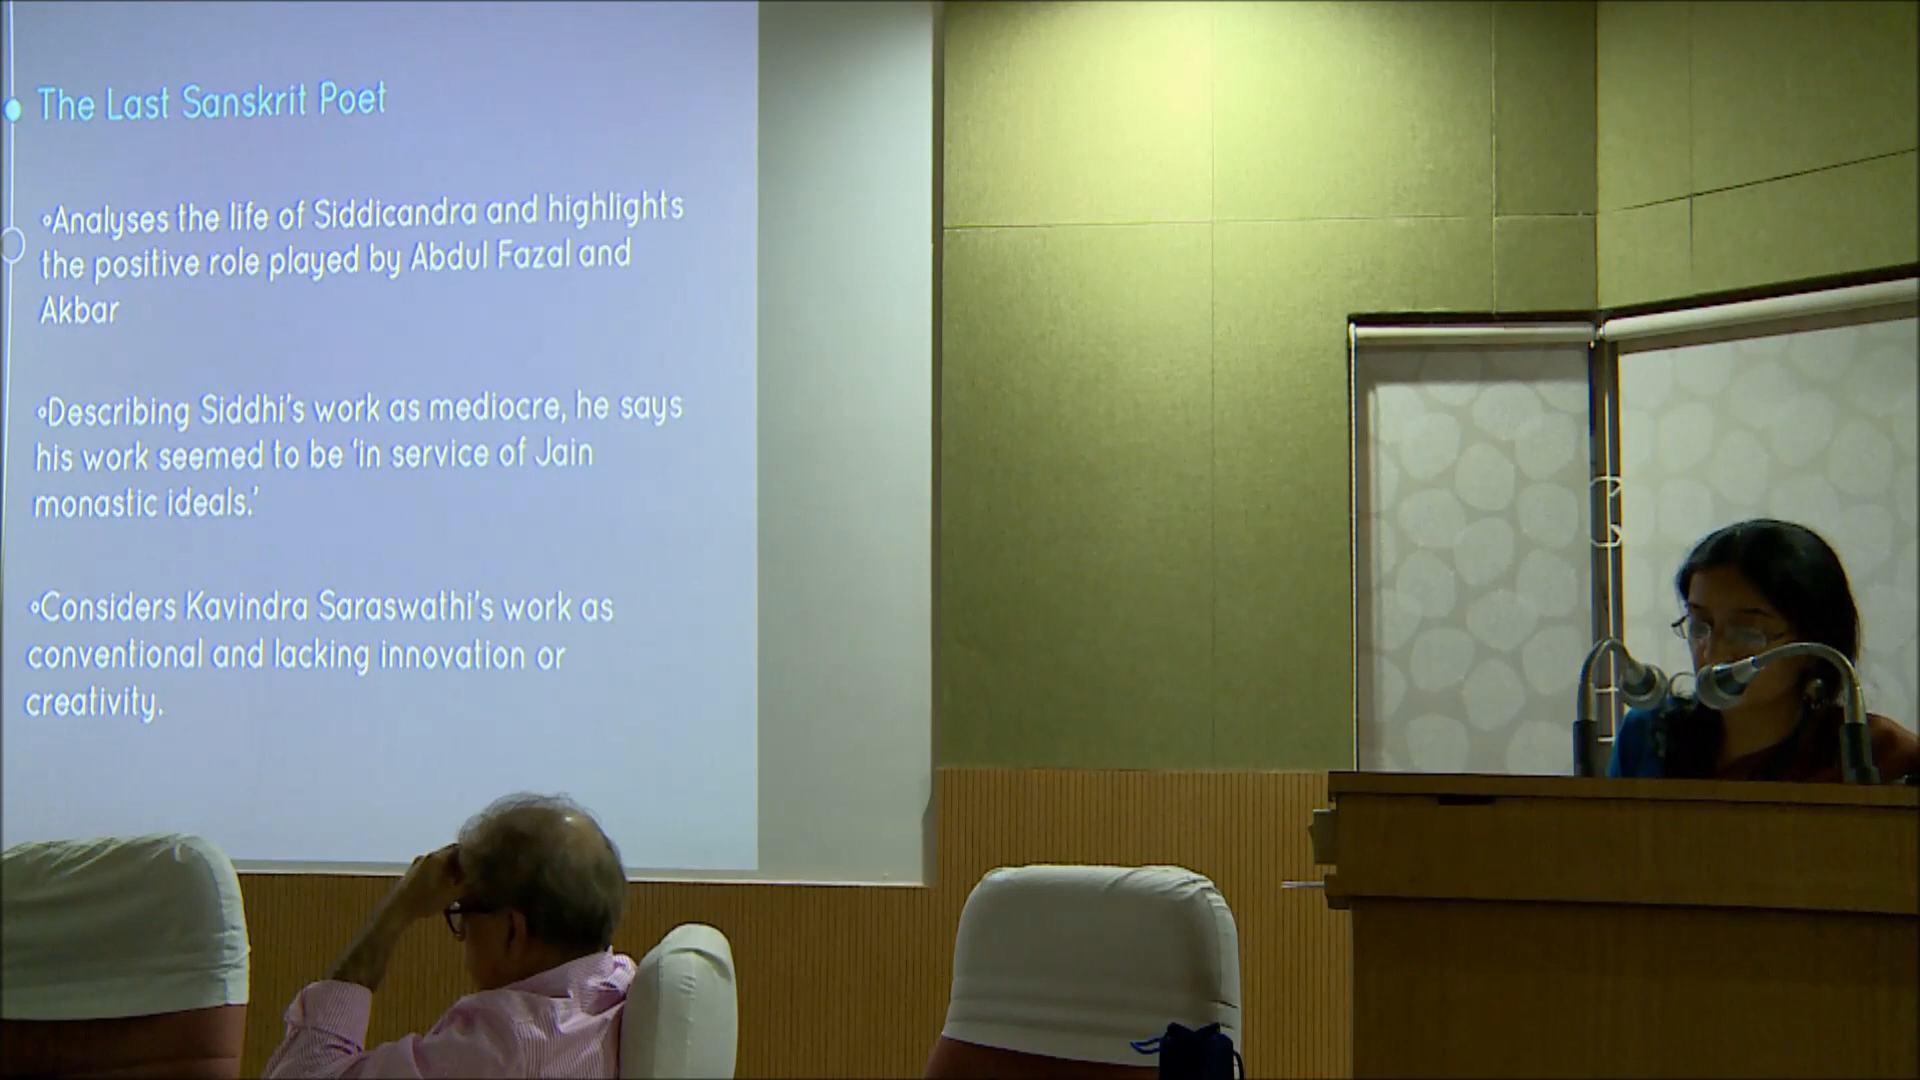 The Last Sanskrit Poet
◦Analyses the life of Siddicandra and highlights
the positive role played by Abdul Fazal and
Akbar
◦Describing Siddhi's work as mediocre, he says
his work seemed to be 'in service of Jain
monastic ideals.'
◦Considers Kavindra Saraswathi's work as
conventional and lacking innovation or
creativity.